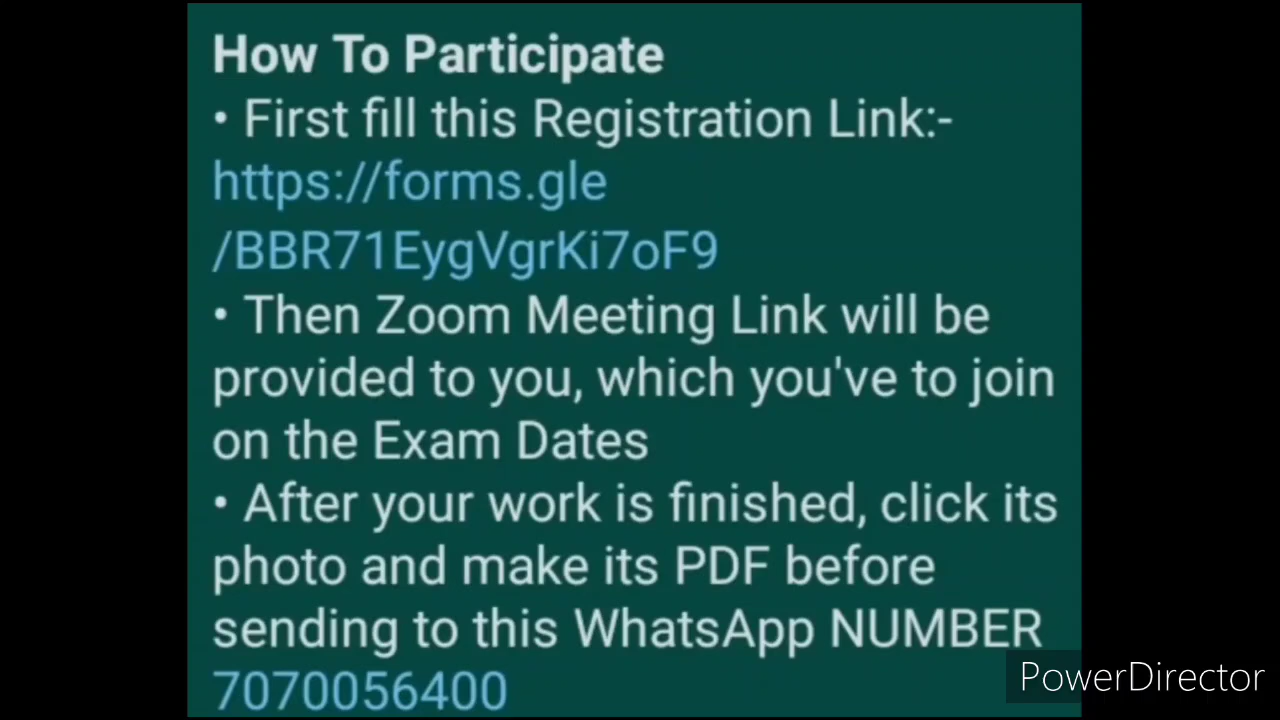 How To Participate
• First fill this Registration Link:-
https://forms.gle
/BBR71EygVgrKi7oF9
• Then Zoom Meeting Link will be
provided to you, which you've to join
on the Exam Dates
• After your work is finished, click its
photo and make its PDF before
sending to this WhatsApp NUMBER
7070056400
PowerDirector